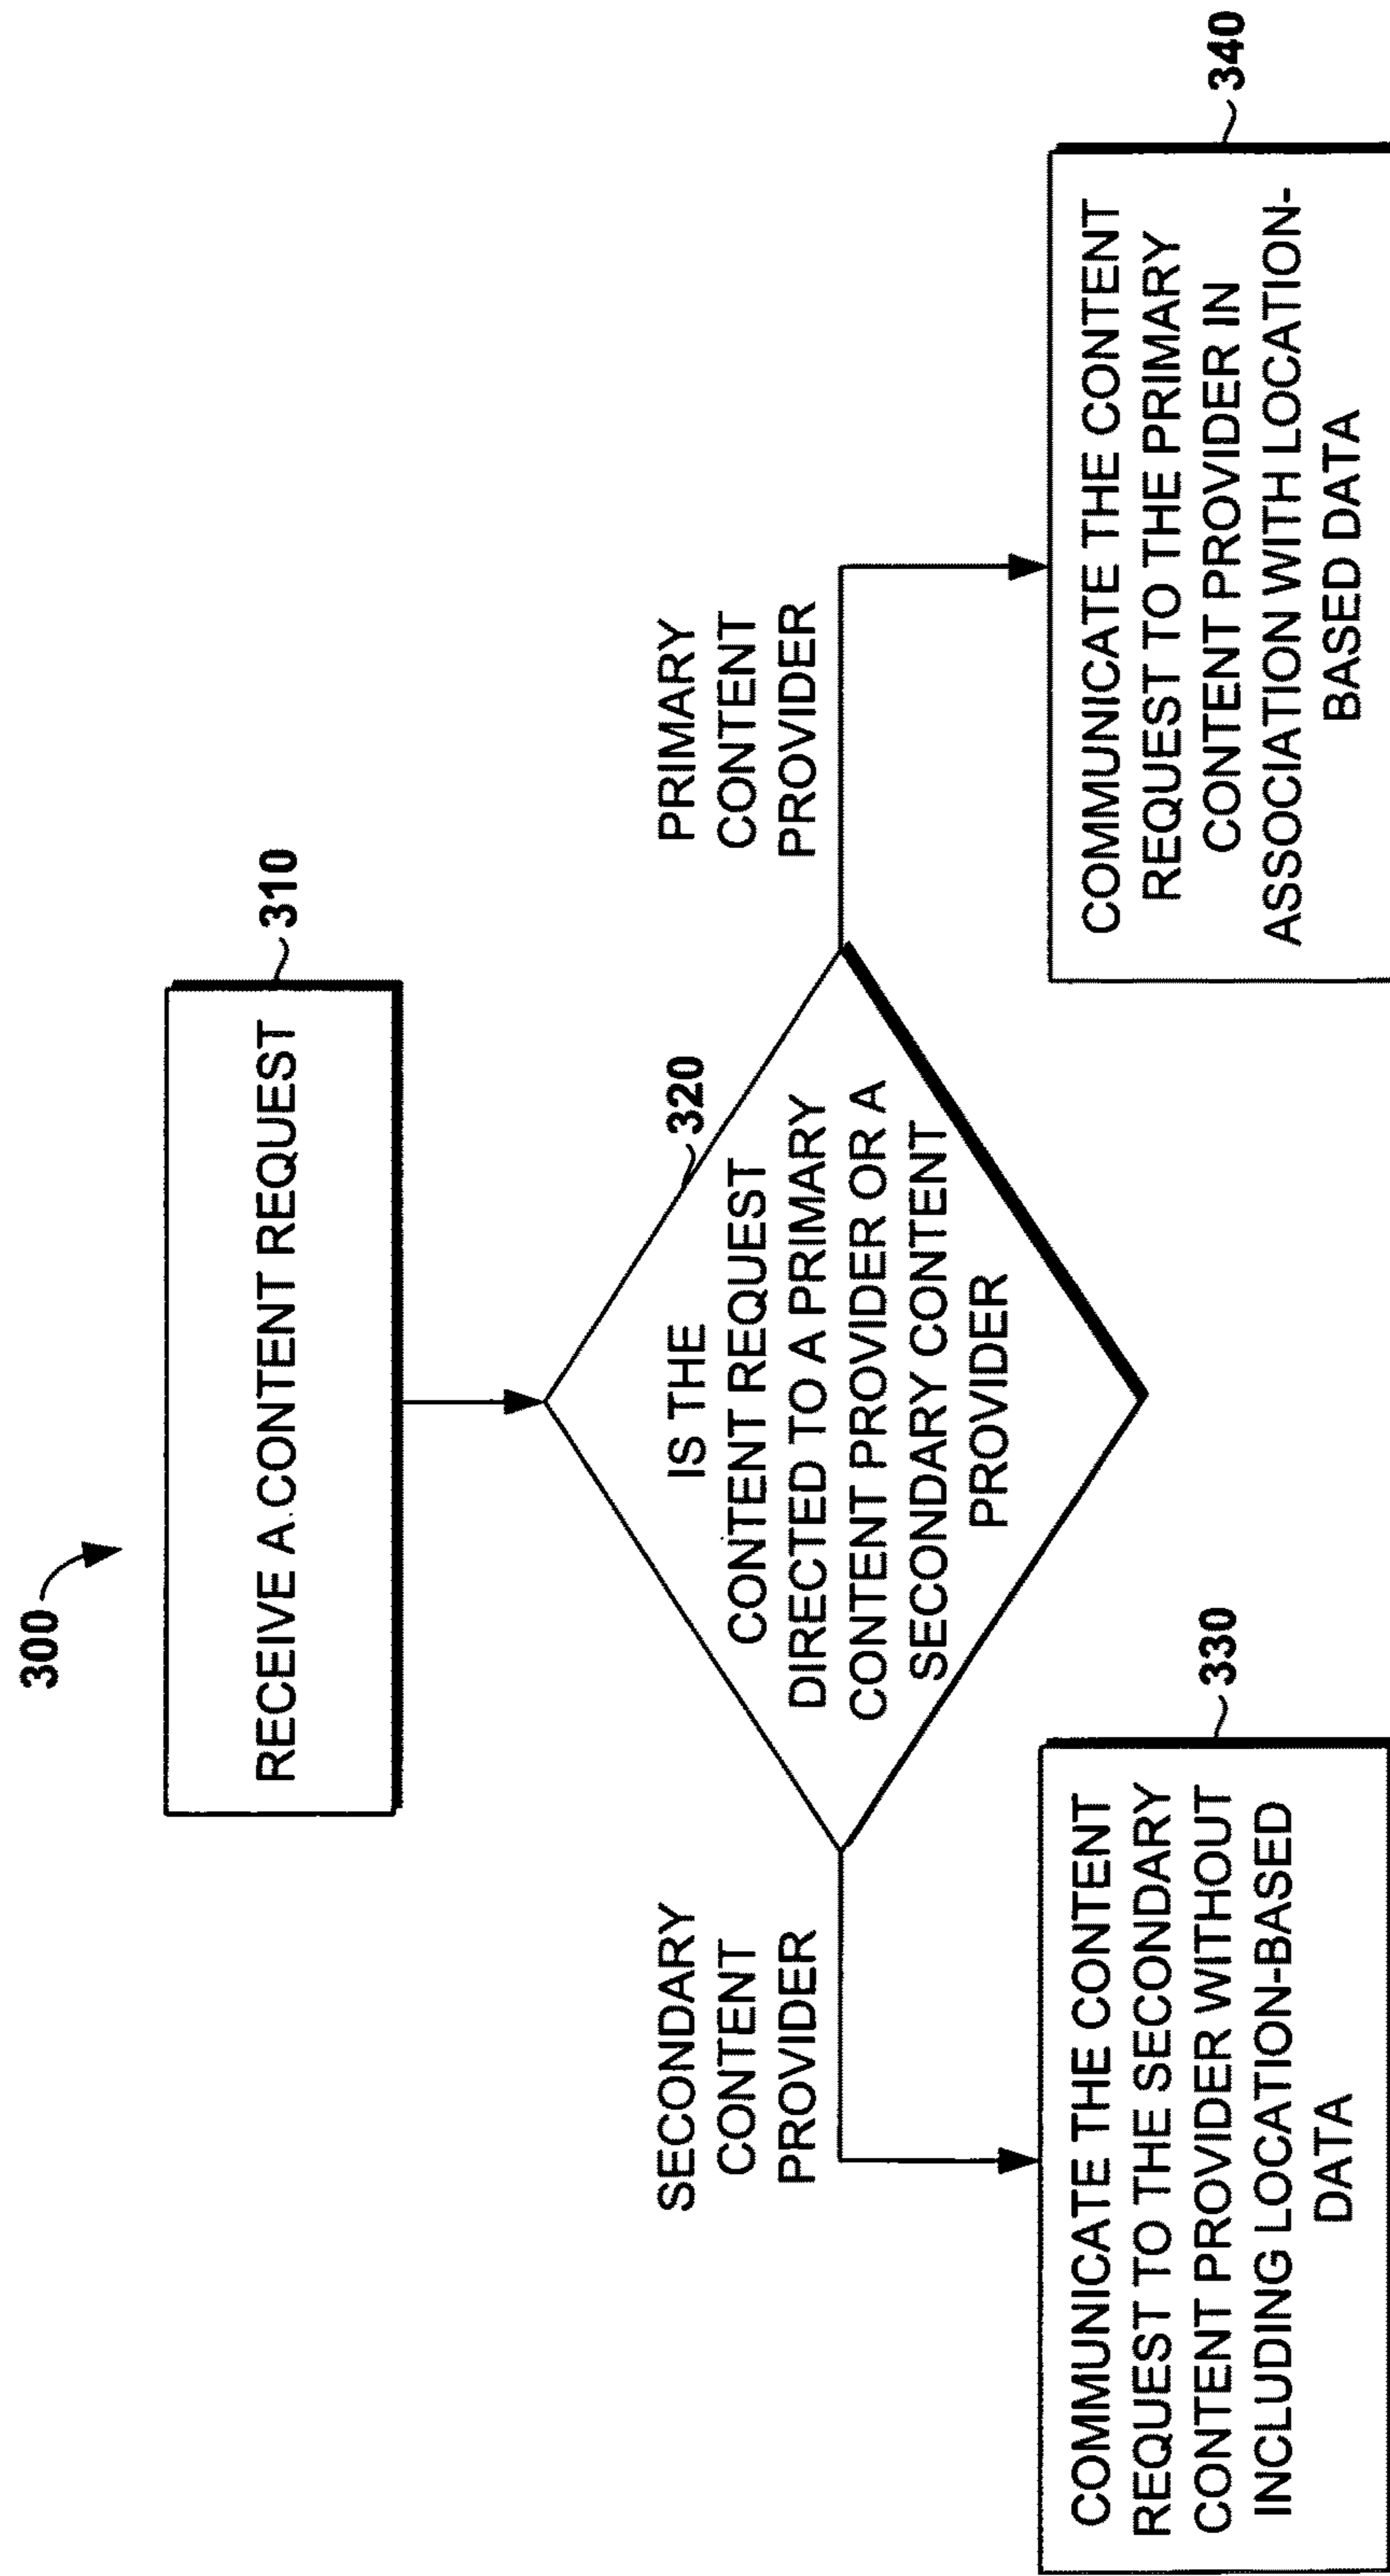 300
RECEIVE A CONTENT REQUEST
310
IS THE
CONTENT REQUEST
DIRECTED TO A PRIMARY
CONTENT PROVIDER OR A
SECONDARY CONTENT
PROVIDER
320
SECONDARY
CONTENT
PROVIDER
PRIMARY
CONTENT
PROVIDER
COMMUNICATE THE CONTENT
REQUEST TO THE SECONDARY
CONTENT PROVIDER WITHOUT
INCLUDING LOCATION-BASED
DATA
330
COMMUNICATE THE CONTENT
REQUEST TO THE PRIMARY
CONTENT PROVIDER IN
ASSOCIATION WITH LOCATION-
BASED DATA
340